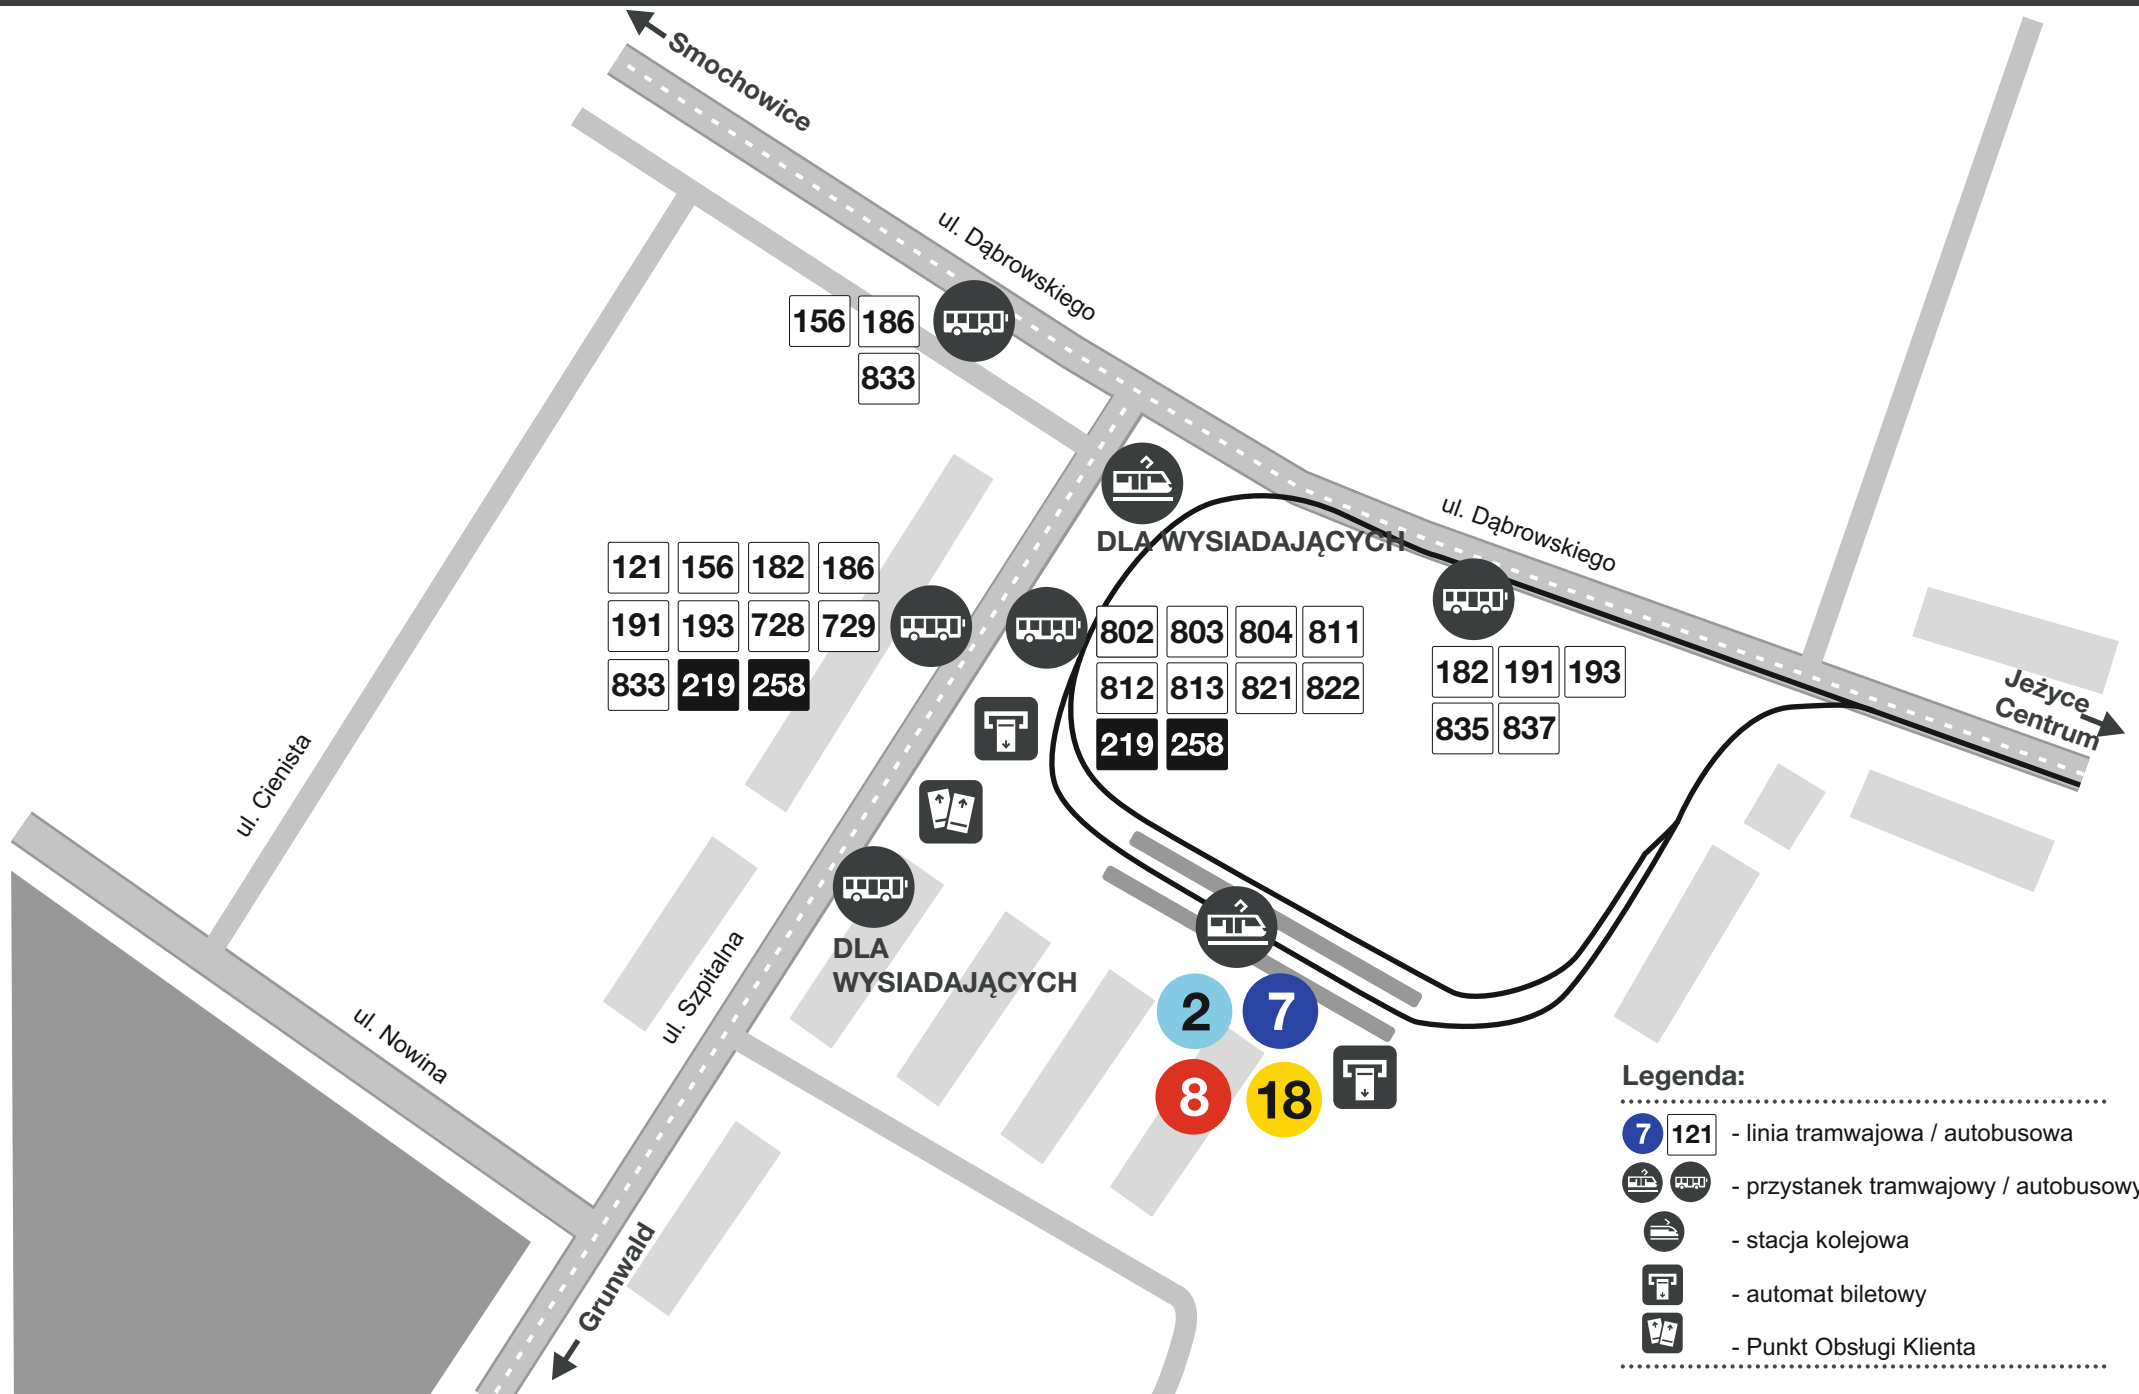 Smochowice
ul. Dąbrowskiego
156 186
833
ul. Dąbrowskiego
DLA WYSIADAJĄCYCH
121 156 182 186
191 193 728 729
833 219 258
802 803 804 811
812 813 821 822
219 258
182 191 193
835 837
Jeżyce
Centrum
ul. Cienista
DLA
WYSIADAJĄCYCH
ul. Szpitalna
ul. Nowina
2 7
8 18
Grunwald
Legenda:
7 121 - linia tramwajowa / autobusowa
- przystanek tramwajowy / autobusowy
- stacja kolejowa
- automat biletowy
- Punkt Obsługi Klienta